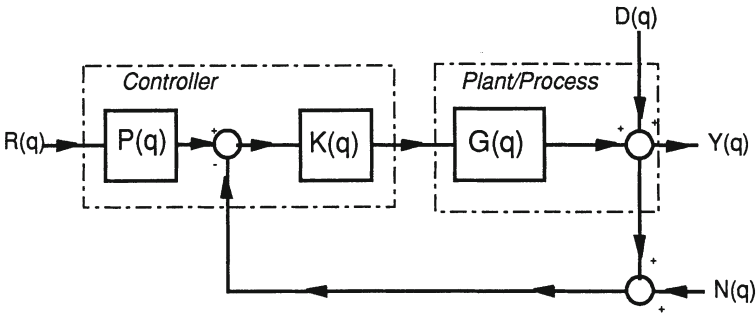 D(q)
Controller
Plant/Process
R(q)
P(q)
+
-
K(q)
G(q)
+
+
Y(q)
+
N(q)
+